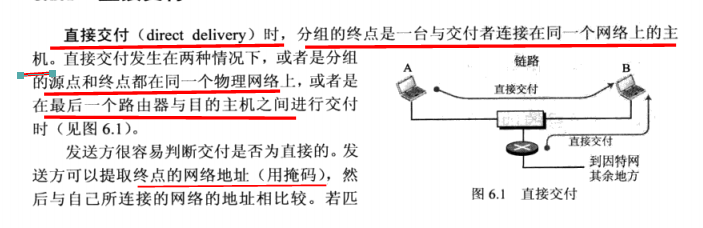 直接交付(direct delivery)时,分组的终点是一台与交付者连接在同一个网络上的主
机。直接交付发生在两种情况下,或者是分组
的源点和终点都在同一个物理网络上,或者是
在最后一个路由器与目的主机之间进行交付
时(见图 6.1)。
发送方很容易判断交付是否为直接的。发
送方可以提取终点的网络地址(用掩码),然
后与自己所连接的网络的地址相比较。若匹
链路
A
B
直接交付
直接交付
到因特网
其余地方
图 6.1 直接交付